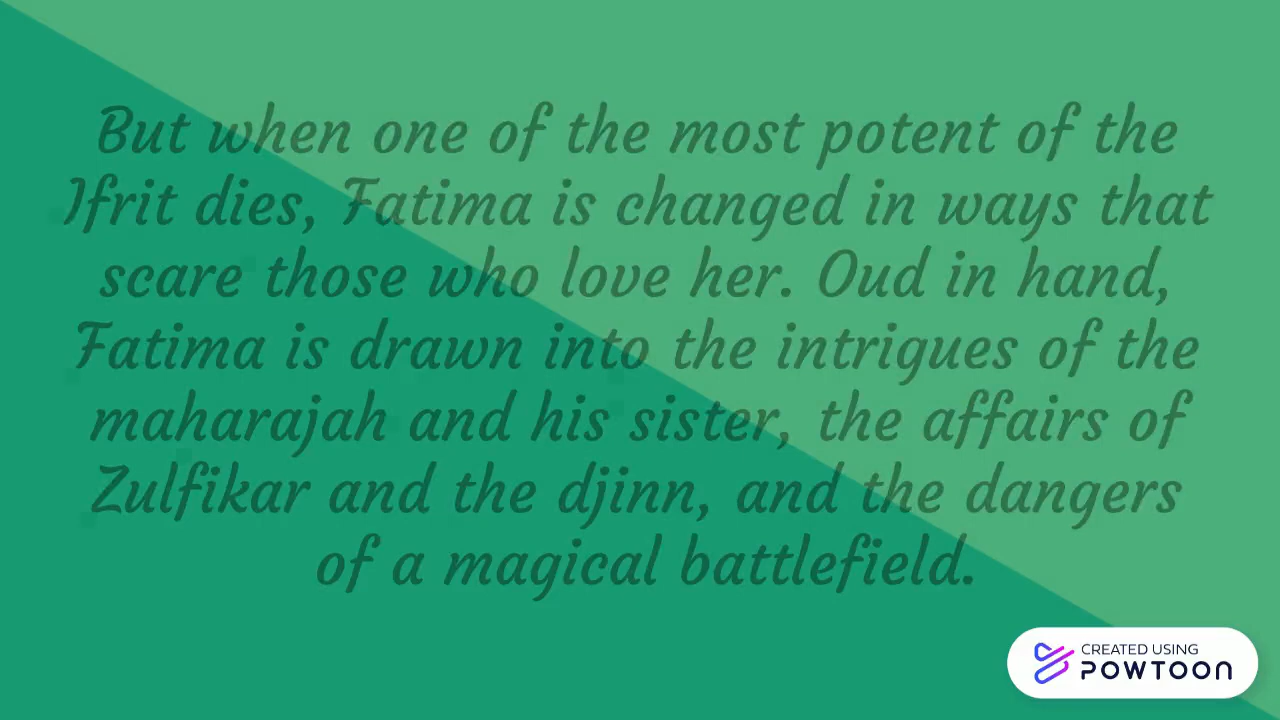 But when one of the most potent of the
Ifrit dies, Fatima is changed in ways that
scare those who love her. Oud in hand,
Fatima is drawn into the intrigues of the
maharajah and his sister, the affairs of
Zulfikar and the djinn, and the dangers
of a magical battlefield.
CREATED USING
POWTOON